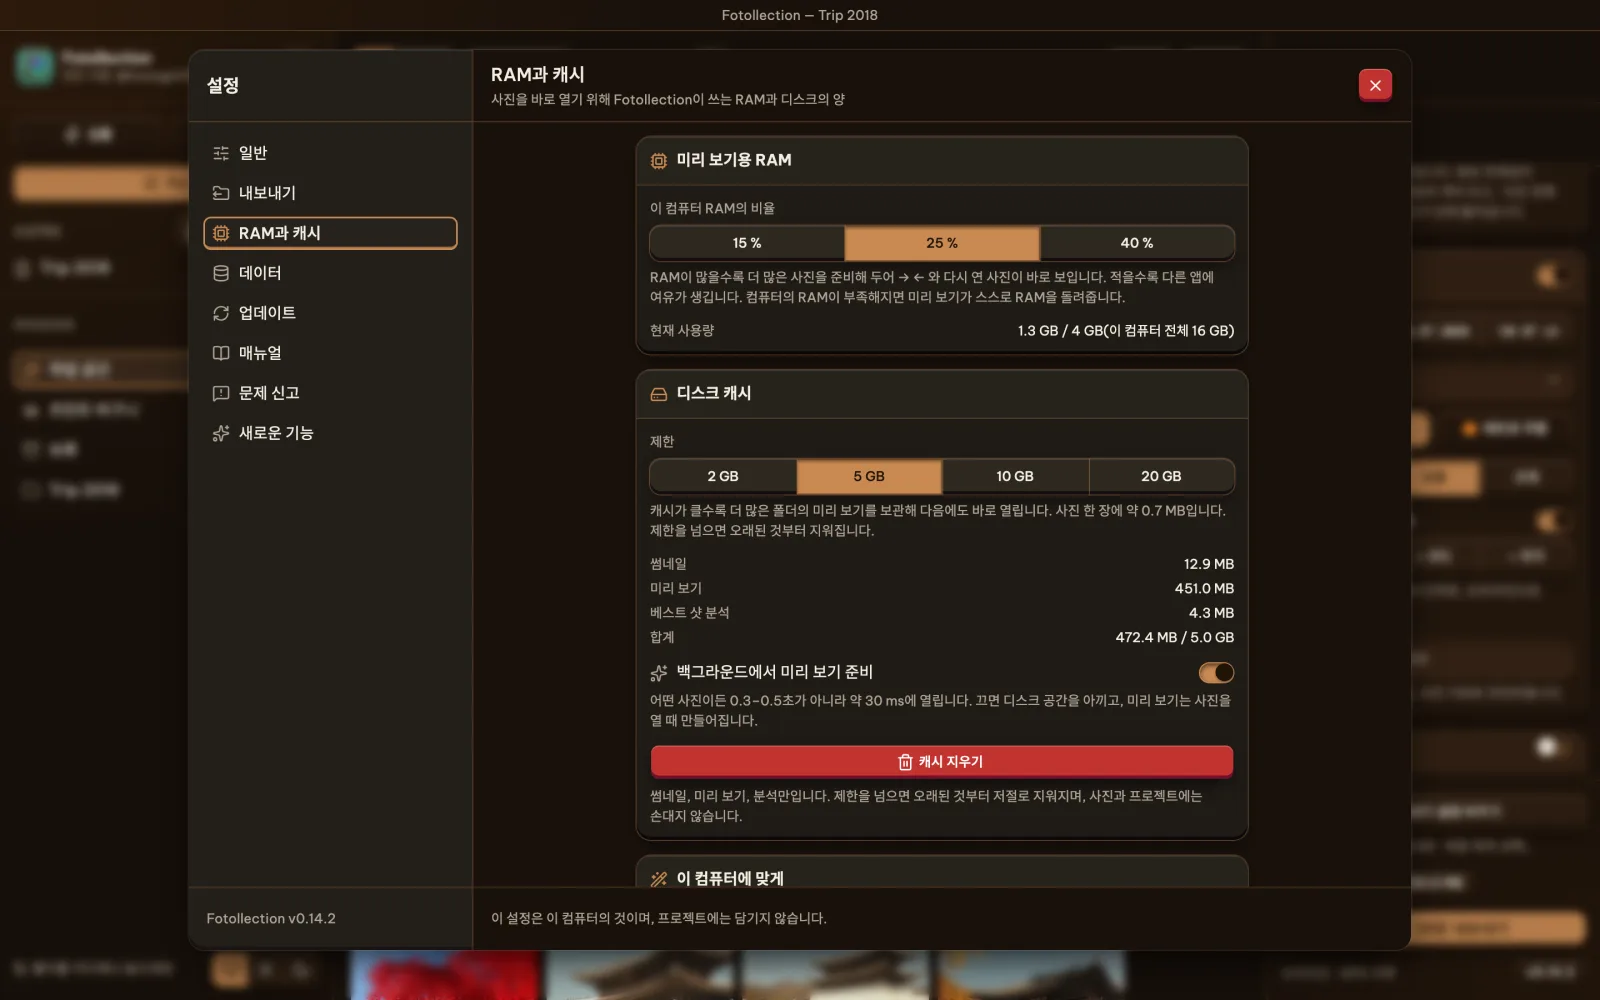 Fotollection — Trip 2018
설정
RAM과 캐시
사진을 바로 열기 위해 Fotollection이 쓰는 RAM과 디스크의 양
일반
내보내기
RAM과 캐시
데이터
업데이트
매뉴얼
문제 신고
새로운 기능
미리 보기용 RAM
이 컴퓨터 RAM의 비율
15 %
25 %
40 %
RAM이 많을수록 더 많은 사진을 준비해 두어 → ← 와 다시 연 사진이 바로 보입니다. 적을수록 다른 앱에
여유가 생깁니다. 컴퓨터의 RAM이 부족해지면 미리 보기가 스스로 RAM을 돌려줍니다.
현재 사용량
1.3 GB / 4 GB(이 컴퓨터 전체 16 GB)
디스크 캐시
제한
2 GB
5 GB
10 GB
20 GB
캐시가 클수록 더 많은 폴더의 미리 보기를 보관해 다음에도 바로 열립니다. 사진 한 장에 약 0.7 MB입니다.
제한을 넘으면 오래된 것부터 지워집니다.
썸네일
12.9 MB
미리 보기
451.0 MB
베스트 샷 분석
4.3 MB
합계
472.4 MB / 5.0 GB
백그라운드에서 미리 보기 준비
어떤 사진이든 0.3–0.5초가 아니라 약 30 ms에 열립니다. 끄면 디스크 공간을 아끼고, 미리 보기는 사진을
열 때 만들어집니다.
캐시 지우기
썸네일, 미리 보기, 분석만입니다. 제한을 넘으면 오래된 것부터 저절로 지워지며, 사진과 프로젝트에는
손대지 않습니다.
이 컴퓨터에 맞게
Fotollection v0.14.2
이 설정은 이 컴퓨터의 것이며, 프로젝트에는 담기지 않습니다.